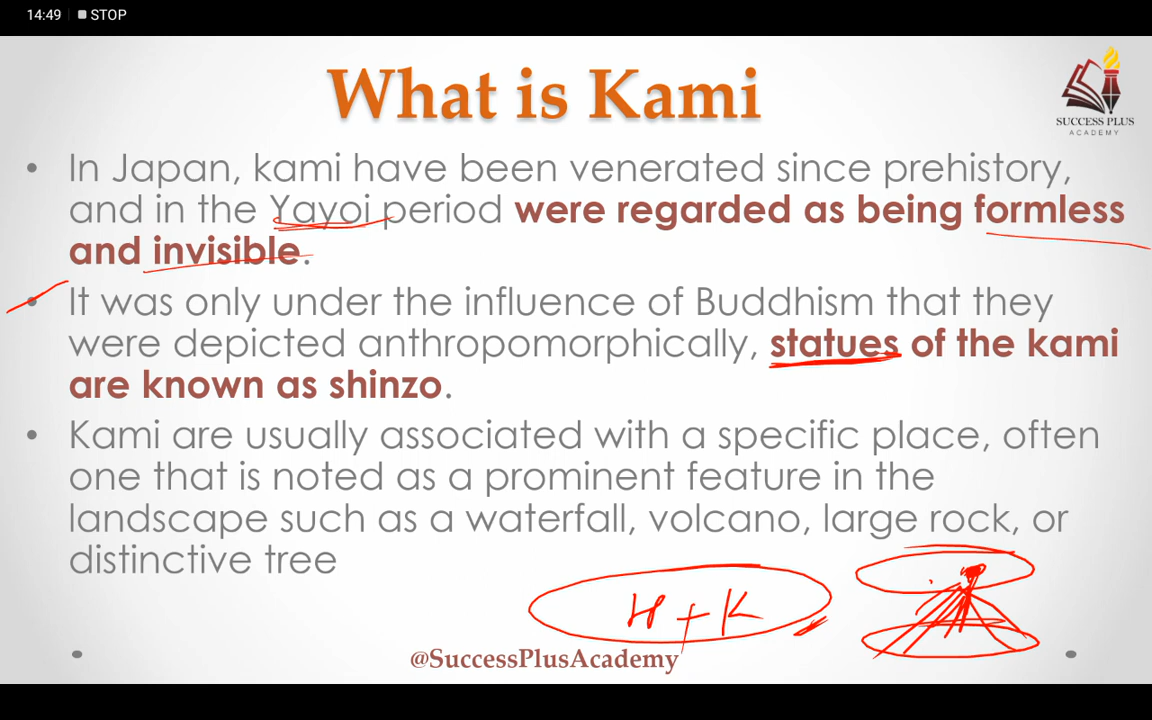 14:49 STOP
What is Kami
SUCCESS PLUS
ACADEMY
• In Japan, kami have been venerated since prehistory,
and in the Yayoi period were regarded as being formless
and invisible.
• It was only under the influence of Buddhism that they
were depicted anthropomorphically, statues of the kami
are known as shinzo.
• Kami are usually associated with a specific place, often
one that is noted as a prominent feature in the
landscape such as a waterfall, volcano, large rock, or
distinctive tree
H + K
@SuccessPlusAcademy